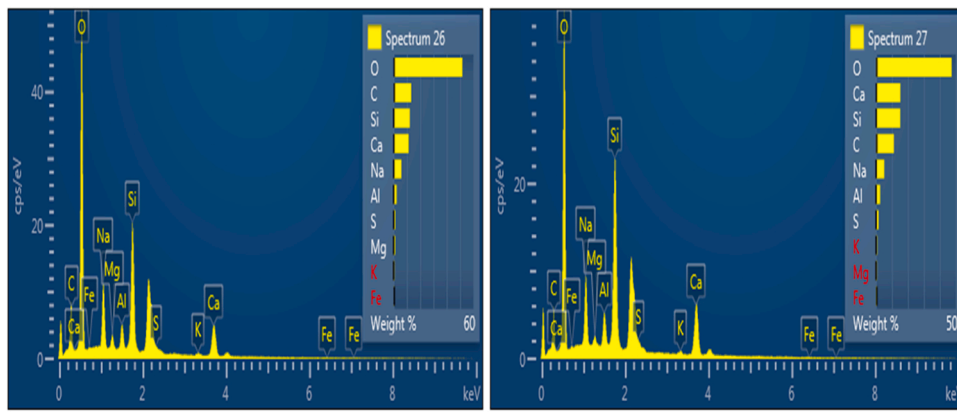 Spectrum 26
O
C
Si
Ca
Na
Al
S
Mg
K
Fe
Weight % 60
O
Si
Na
Mg
C
Fe
Al
Ca
Ca
S
K
Fe
Fe
cps/eV
40
20
0
0 2 4 6 8 keV
Spectrum 27
O
Ca
Si
C
Na
Al
S
K
Mg
Fe
Weight % 50
O
Si
Na
Mg
C
Fe
Al
Ca
Ca
S
K
Fe
Fe
cps/eV
20
0
0 2 4 6 8 keV